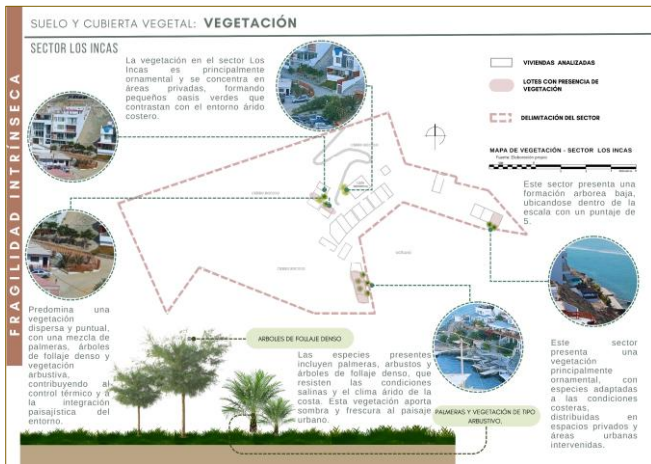 SUELO Y CUBIERTA VEGETAL: VEGETACIÓN
FRAGILIDAD INTRÍNSECA
SECTOR LOS INCAS
La vegetación en el sector Los
Incas es principalmente
ornamental y se concentra en
áreas privadas, formando
pequeños oasis verdes que
contrastan con el entorno árido
costero.
VIVIENDAS ANALIZADAS
LOTES CON PRESENCIA DE
VEGETACIÓN
DELIMITACIÓN DEL SECTOR
MAPA DE VEGETACIÓN - SECTOR LOS INCAS
Este sector presenta una
formación arborea baja,
ubicandose dentro de la
escala con un puntaje de
5.
Predomina una
vegetación
dispersa y puntual,
con una mezcla de
palmeras, árboles
de follaje denso y
vegetación
arbustiva,
contribuyendo al
control térmico y a
la integración
paisajística del
entorno.
ARBOLES DE FOLLAJE DENSO
Las especies presentes
incluyen palmeras, arbustos y
árboles de follaje denso, que
resisten las condiciones
salinas y el clima árido de la
costa. Esta vegetación aporta
sombra y frescura al paisaje
urbano.
PALMERAS Y VEGETACIÓN DE TIPO
ARBUSTIVO.
Este sector
presenta una
vegetación
principalmente
ornamental, con
especies adaptadas
a las condiciones
costeras,
distribuidas en
espacios privados y
áreas urbanas
intervenidas.